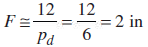 F ≅ 12/P_d = 12/6 = 2 in